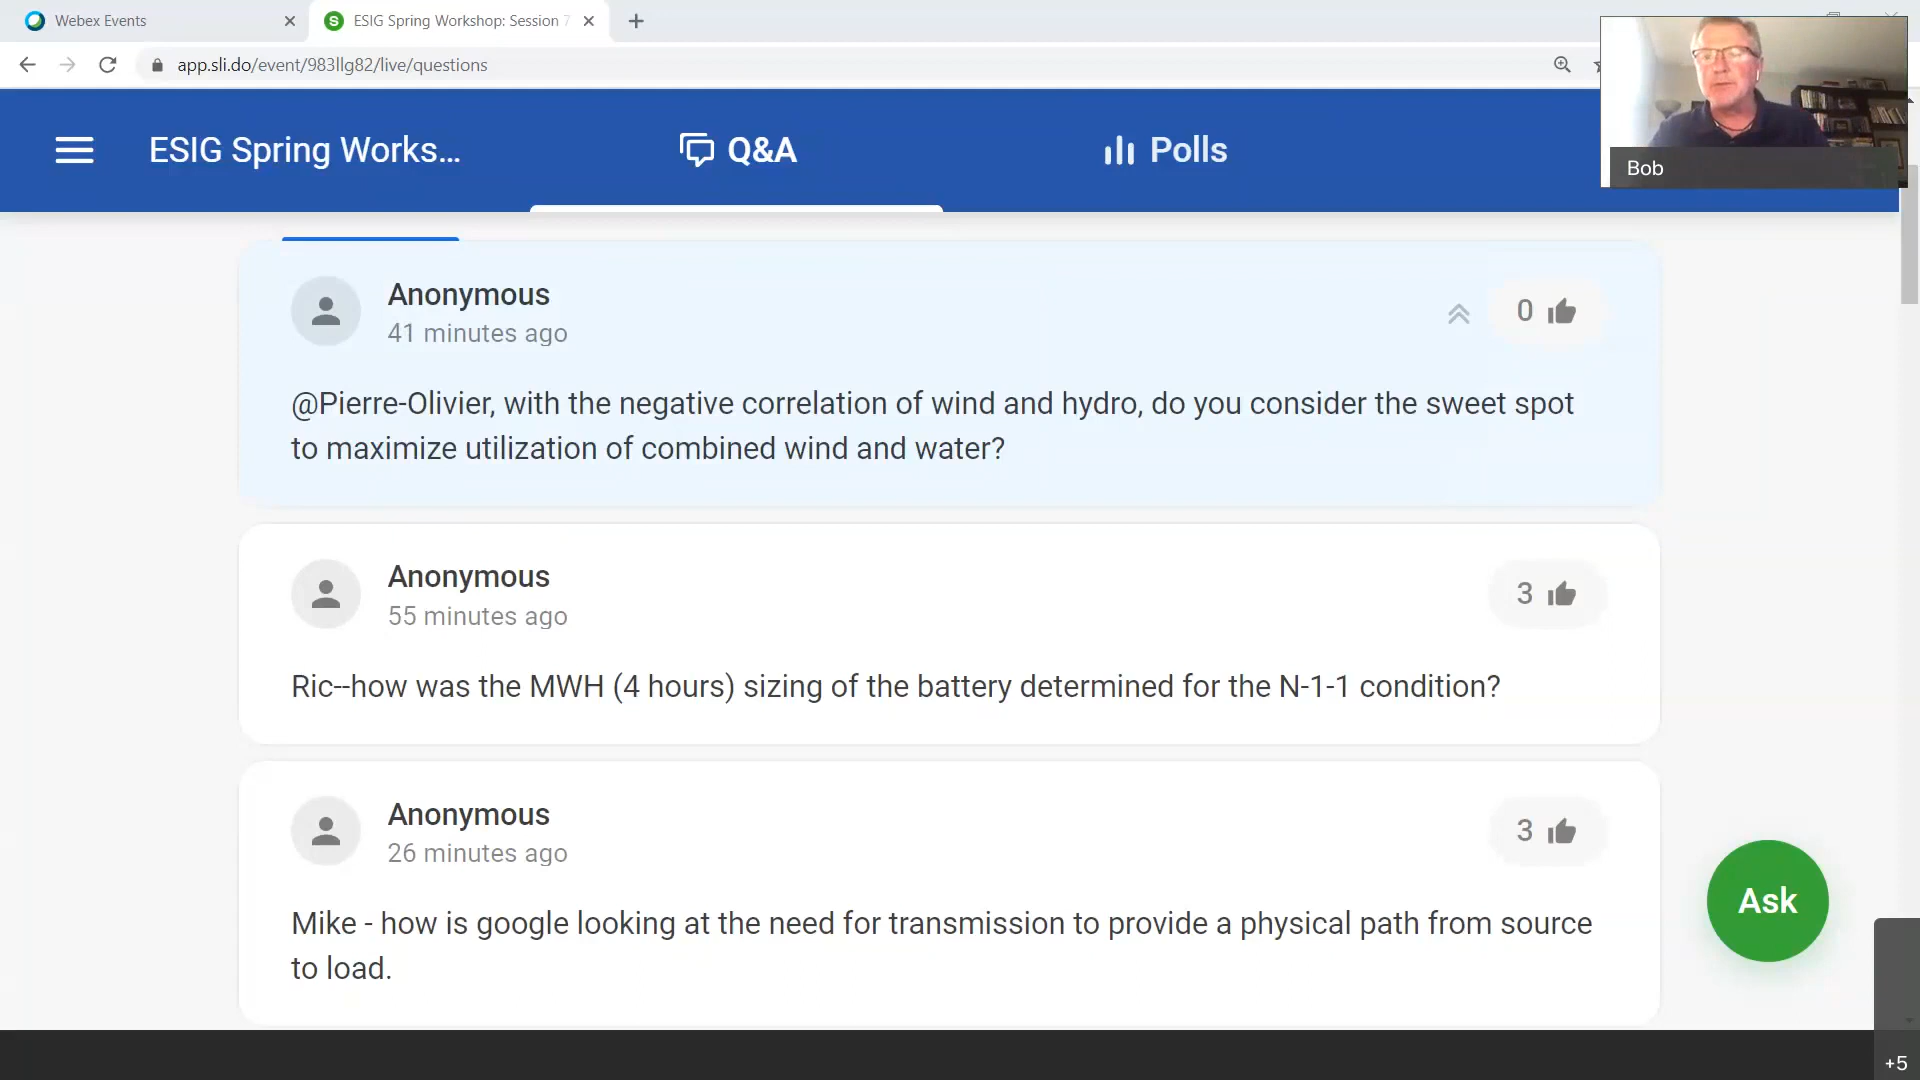 Webex Events
S ESIG Spring Workshop: Session 7
app.sli.do/event/983llg82/live/questions
ESIG Spring Works...
Q&A
Polls
Bob
Anonymous
41 minutes ago
0
@Pierre-Olivier, with the negative correlation of wind and hydro, do you consider the sweet spot
to maximize utilization of combined wind and water?
Anonymous
55 minutes ago
3
Ric--how was the MWH (4 hours) sizing of the battery determined for the N-1-1 condition?
Anonymous
26 minutes ago
3
Mike - how is google looking at the need for transmission to provide a physical path from source
to load.
Ask
+5